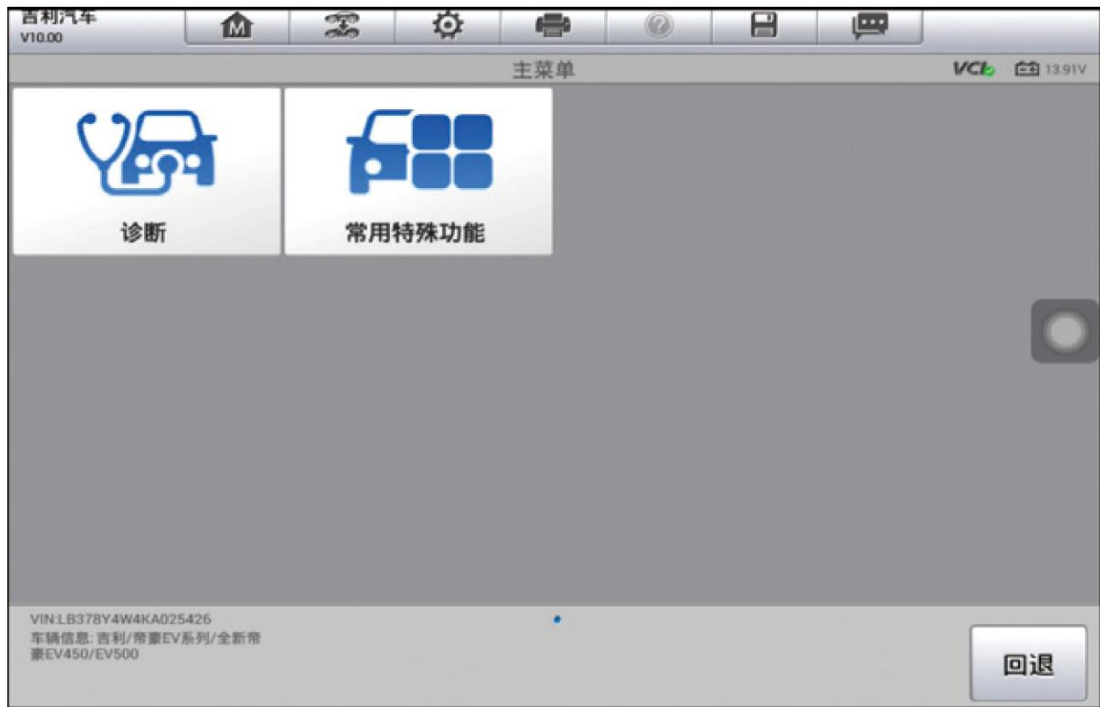 吉利汽车
V10.00
M
主菜单
VCI
13.91V
诊断
常用特殊功能
VIN:LB378Y4W4KA025426
车辆信息: 吉利/帝豪EV系列/全新帝
豪EV450/EV500
回退